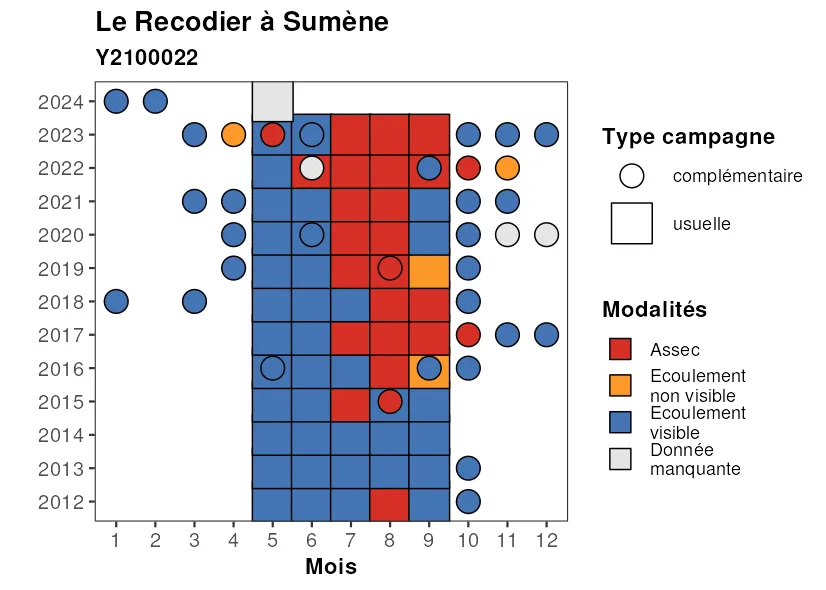 Le Recodier à Sumène
Y2100022
2024
2023
2022
2021
2020
2019
2018
2017
2016
2015
2014
2013
2012
1 2 3 4 5 6 7 8 9 10 11 12
Mois
Type campagne
complémentaire
usuelle
Modalités
Assec
Ecoulement
non visible
Ecoulement
visible
Donnée
manquante